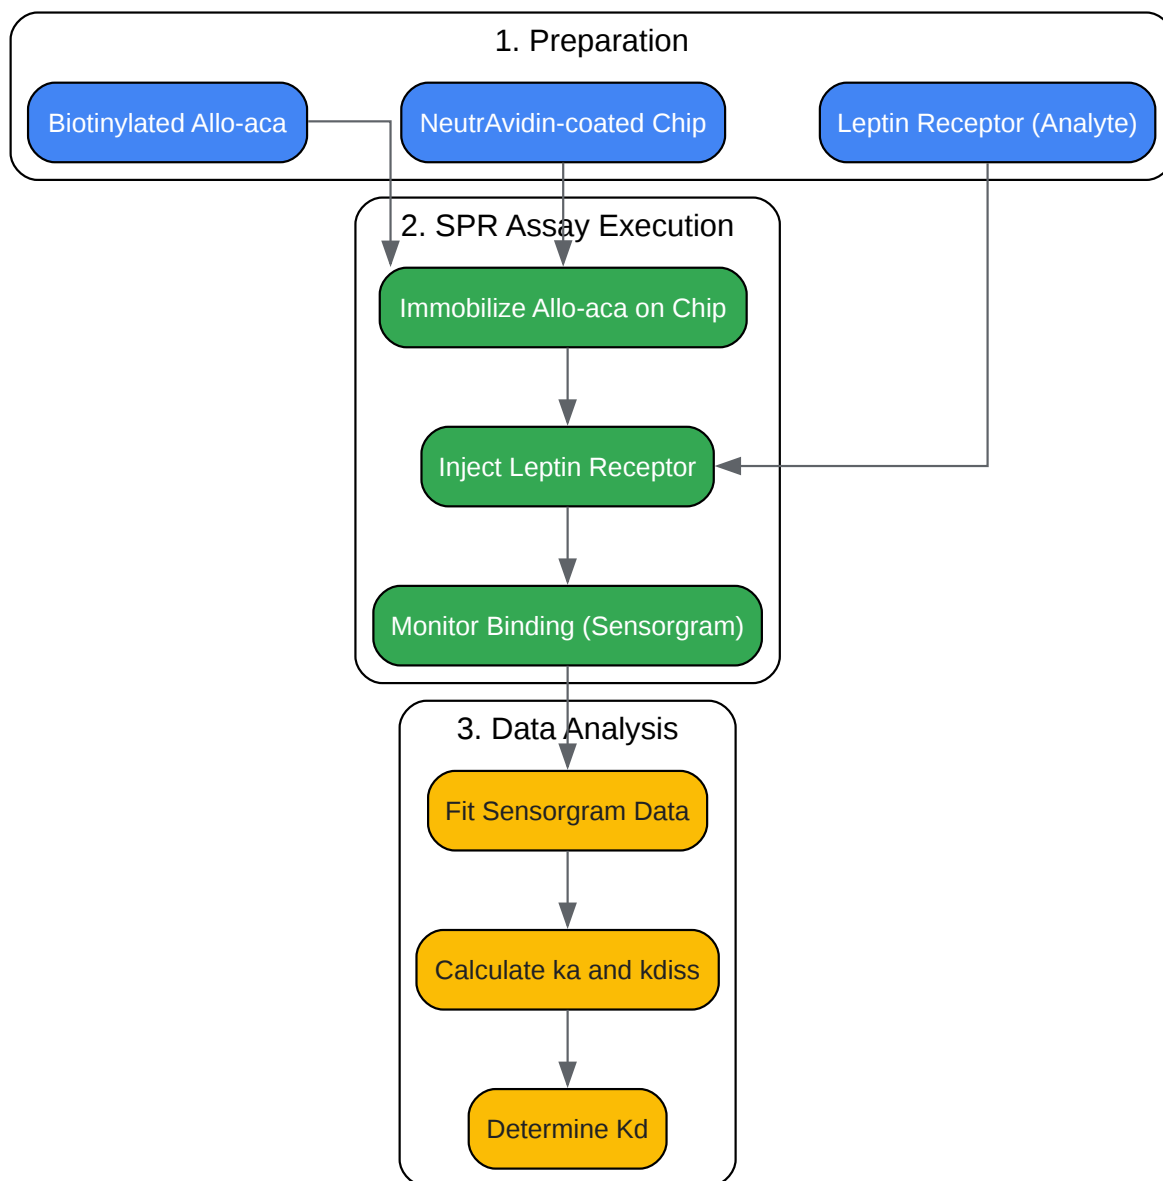 1. Preparation
Biotinylated Allo-aca
NeutrAvidin-coated Chip
Leptin Receptor (Analyte)
2. SPR Assay Execution
Immobilize Allo-aca on Chip
Inject Leptin Receptor
Monitor Binding (Sensorgram)
3. Data Analysis
Fit Sensorgram Data
Calculate ka and kdiss
Determine Kd